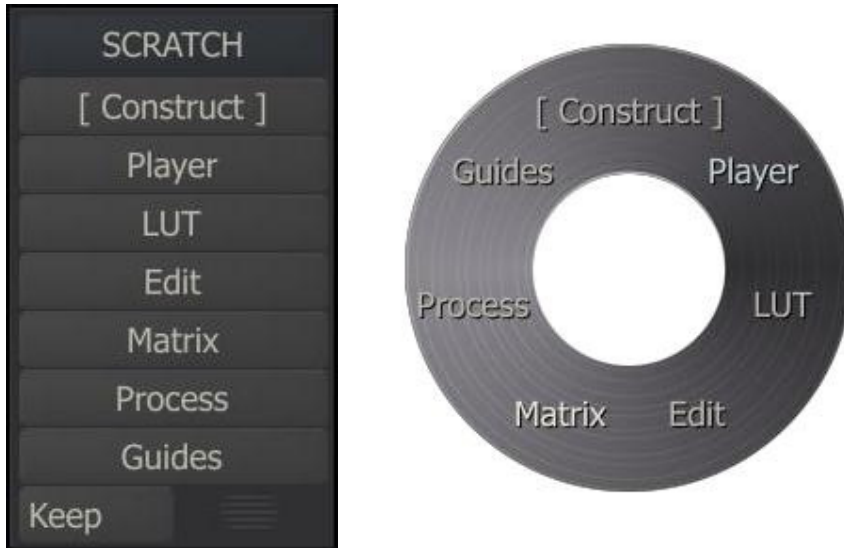 SCRATCH
[ Construct ]
Player
LUT
Edit
Matrix
Process
Guides
Keep
[ Construct ]
Guides
Player
Process
LUT
Matrix
Edit